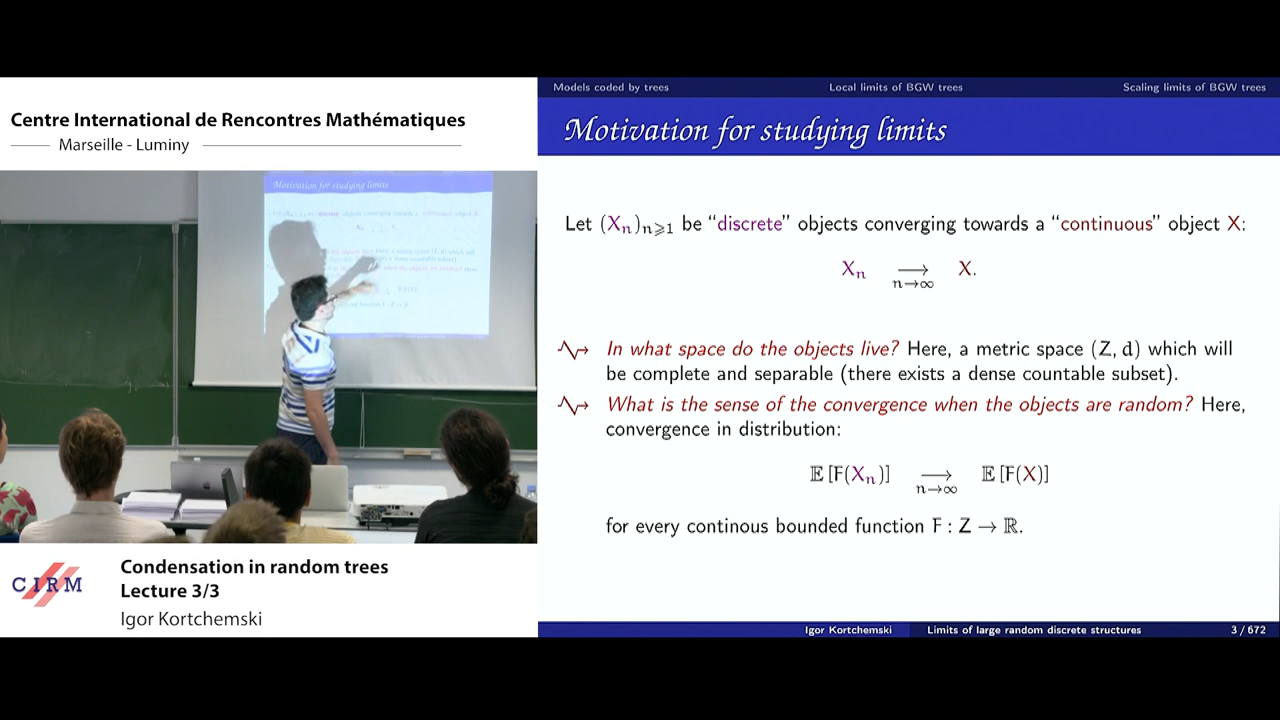 Centre International de Rencontres Mathématiques
Marseille - Luminy
Motivation for studying limits
CIRM
Condensation in random trees
Lecture 3/3
Igor Kortchemski
Models coded by trees Local limits of BGW trees Scaling limits of BGW trees
Motivation for studying limits
Let (Xn)n⩾1 be “discrete” objects converging towards a “continuous” object X:
Xn ⟶ X.
n→∞
In what space do the objects live? Here, a metric space (Z, d) which will
be complete and separable (there exists a dense countable subset).
What is the sense of the convergence when the objects are random? Here,
convergence in distribution:
𝔼 [F(Xn)] ⟶ 𝔼 [F(X)]
n→∞
for every continous bounded function F : Z → ℝ.
Igor Kortchemski Limits of large random discrete structures 3 / 672